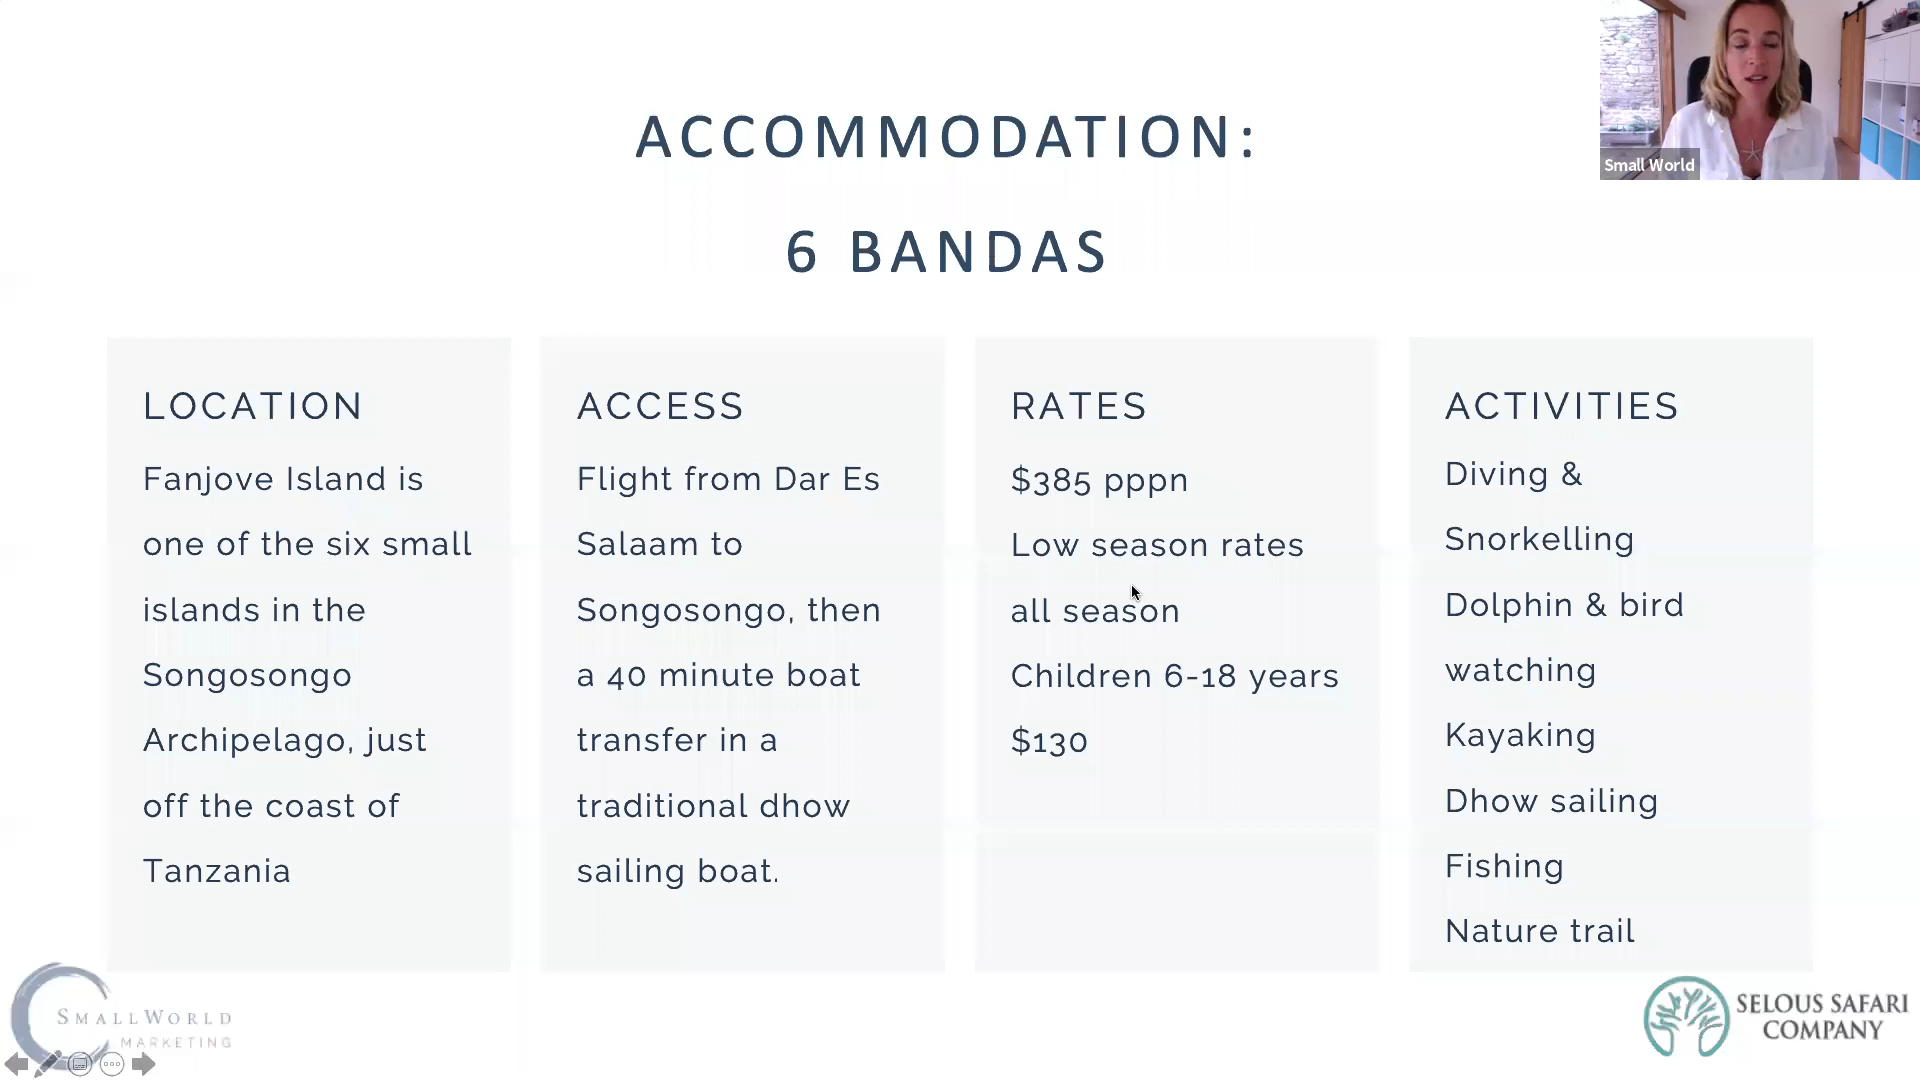 ACCOMMODATION:
6 BANDAS
Small World
LOCATION
Fanjove Island is
one of the six small
islands in the
Songosongo
Archipelago, just
off the coast of
Tanzania
ACCESS
Flight from Dar Es
Salaam to
Songosongo, then
a 40 minute boat
transfer in a
traditional dhow
sailing boat.
RATES
$385 pppn
Low season rates
all season
Children 6-18 years
$130
ACTIVITIES
Diving &
Snorkelling
Dolphin & bird
watching
Kayaking
Dhow sailing
Fishing
Nature trail
SMALLWORLD
MARKETING
SELOUS SAFARI
COMPANY